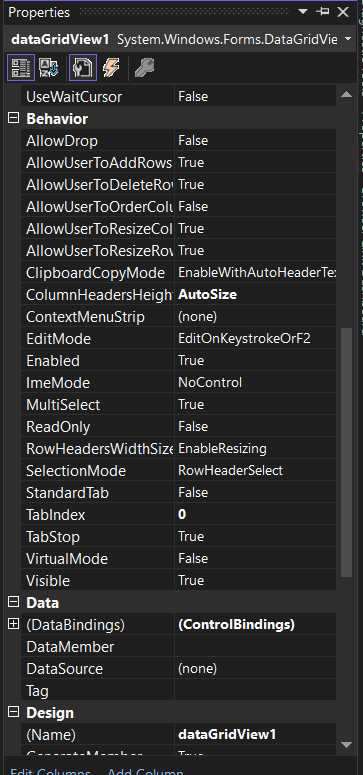 Properties
dataGridView1 System.Windows.Forms.DataGridVie
UseWaitCursor False
Behavior
AllowDrop False
AllowUserToAddRows True
AllowUserToDeleteRow True
AllowUserToOrderColu False
AllowUserToResizeCol True
AllowUserToResizeRow True
ClipboardCopyMode EnableWithAutoHeaderTex
ColumnHeadersHeigh AutoSize
ContextMenuStrip (none)
EditMode EditOnKeystrokeOrF2
Enabled True
ImeMode NoControl
MultiSelect True
ReadOnly False
RowHeadersWidthSize EnableResizing
SelectionMode RowHeaderSelect
StandardTab False
TabIndex 0
TabStop True
VirtualMode False
Visible True
Data
(DataBindings) (ControlBindings)
DataMember
DataSource (none)
Tag
Design
(Name) dataGridView1
GenerateMember True
Edit Columns... Add Column...